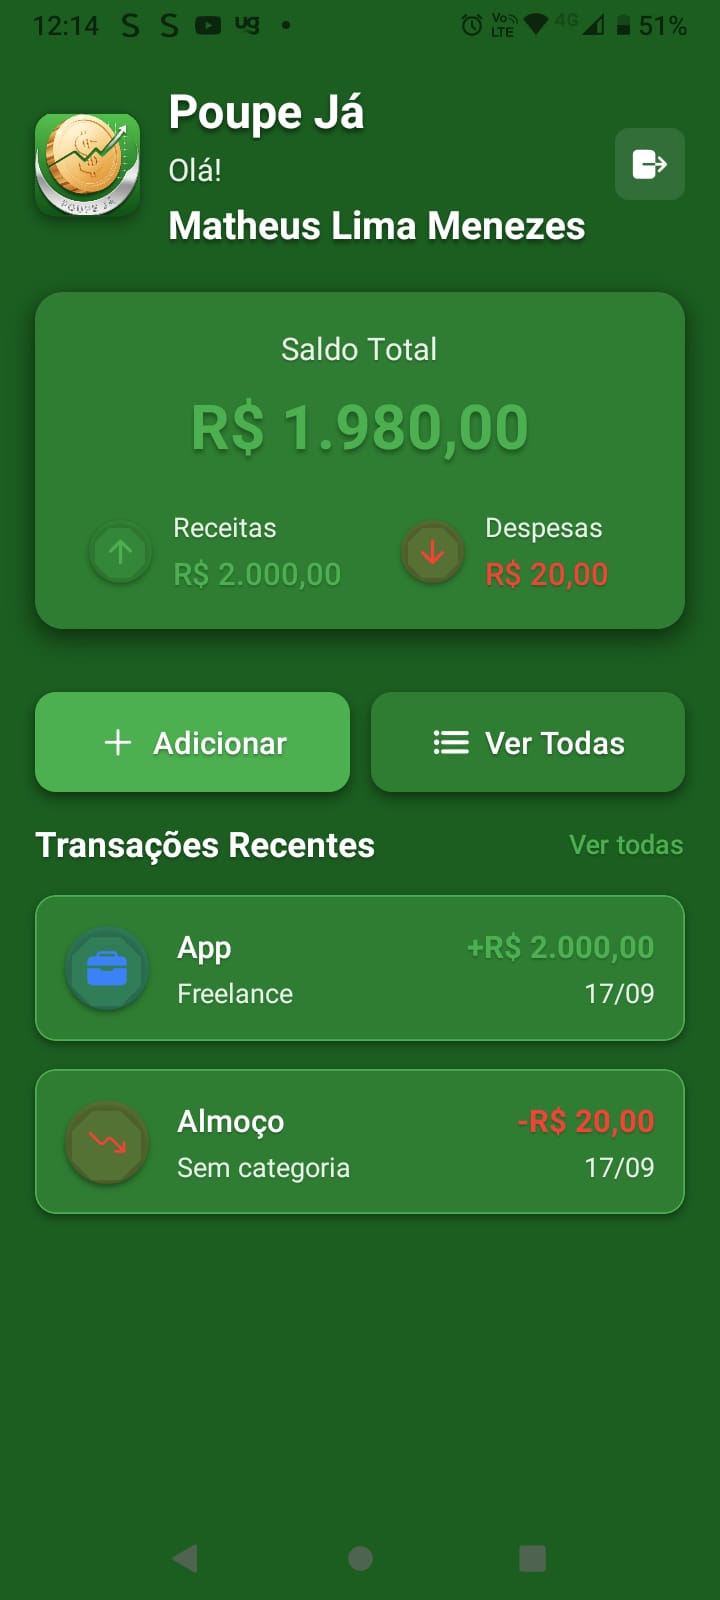 12:14 S S ug • Vo LTE 4G 51%
Poupe Já
Olá!
Matheus Lima Menezes
POUPE JÁ
Saldo Total
R$ 1.980,00
Receitas
R$ 2.000,00
Despesas
R$ 20,00
+ Adicionar
Ver Todas
Transações Recentes
Ver todas
App
+R$ 2.000,00
Freelance
17/09
Almoço
-R$ 20,00
Sem categoria
17/09